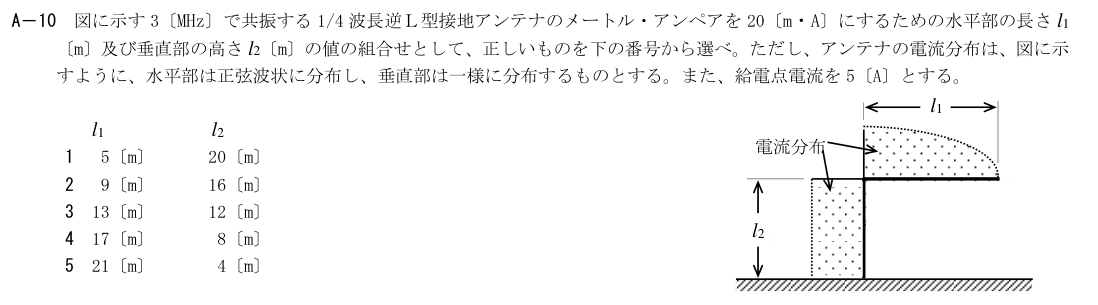 A－10 図に示す3〔MHz〕で共振する1/4波長逆L型接地アンテナのメートル・アンペアを20〔m・A〕にするための水平部の長さl1
〔m〕及び垂直部の高さl2〔m〕の値の組合せとして、正しいものを下の番号から選べ。ただし、アンテナの電流分布は、図に示
すように、水平部は正弦波状に分布し、垂直部は一様に分布するものとする。また、給電点電流を5〔A〕とする。
l1 l2
1 5〔m〕 20〔m〕
2 9〔m〕 16〔m〕
3 13〔m〕 12〔m〕
4 17〔m〕 8〔m〕
5 21〔m〕 4〔m〕
l1
電流分布
l2